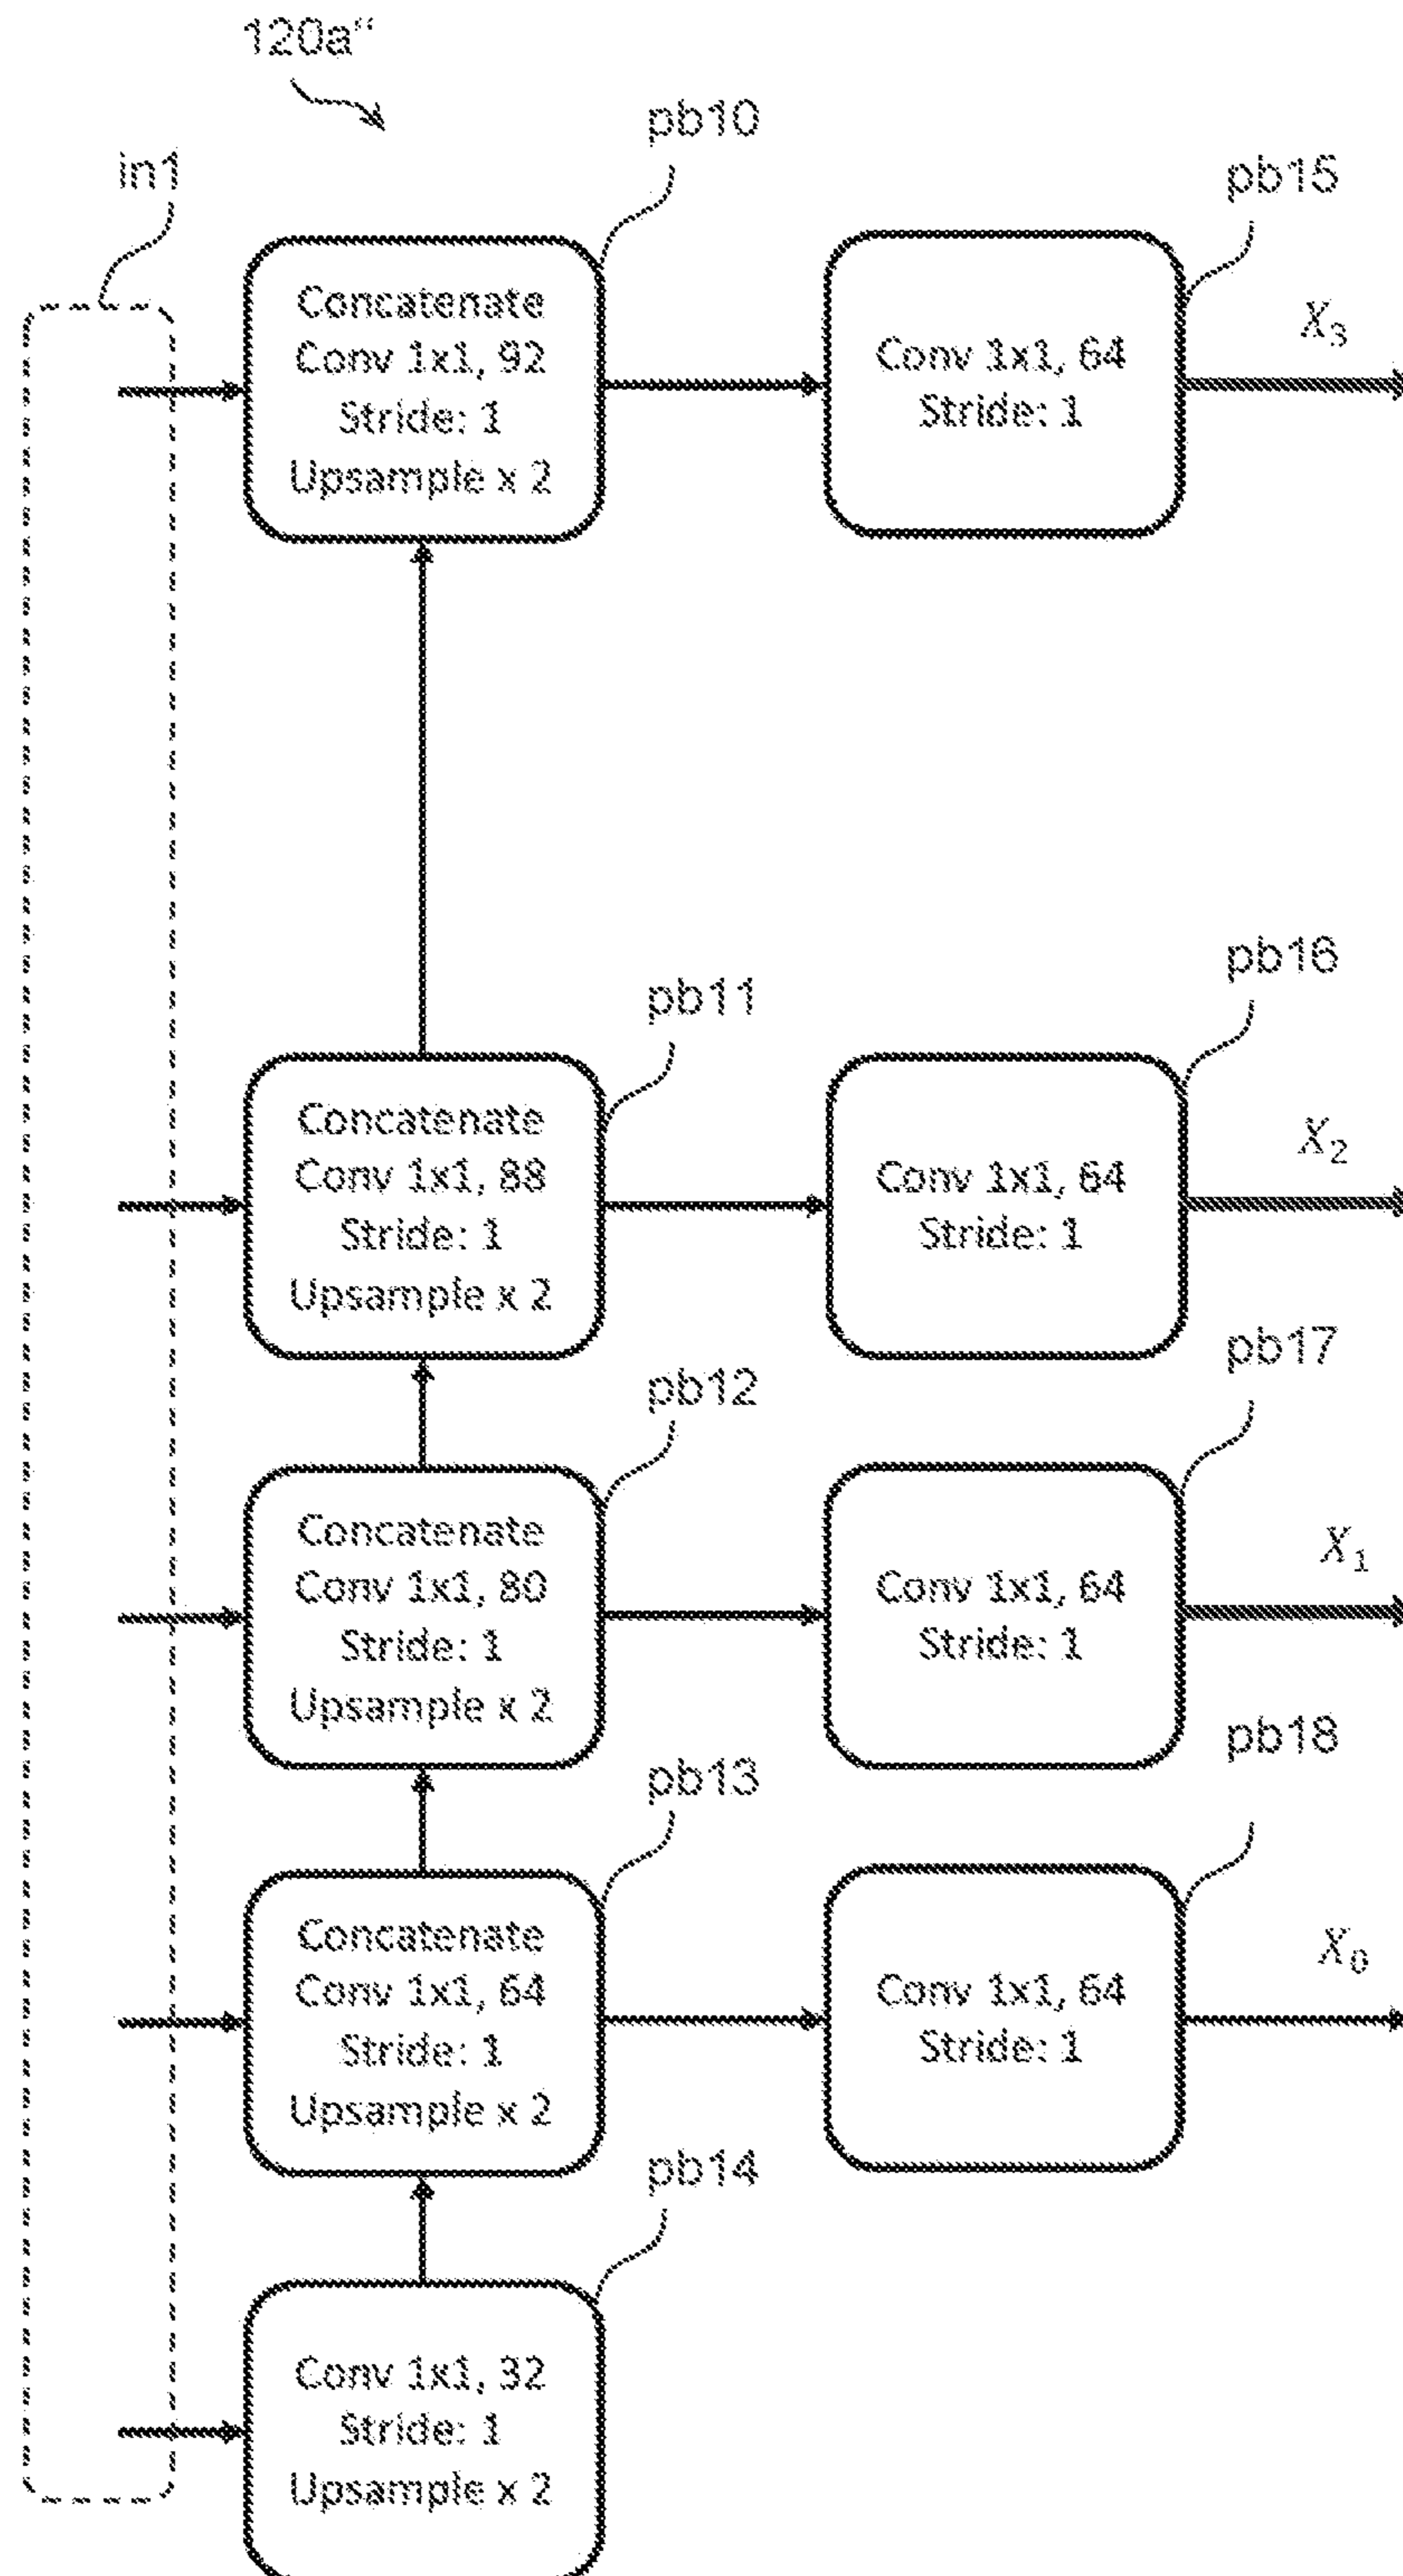 120a"
in1
pb10
pb15
Concatenate
Conv 1x1, 92
Stride: 1
Upsample x 2
Conv 1x1, 64
Stride: 1
X₃
pb11
pb16
Concatenate
Conv 1x1, 88
Stride: 1
Upsample x 2
Conv 1x1, 64
Stride: 1
X₂
pb12
pb17
Concatenate
Conv 1x1, 80
Stride: 1
Upsample x 2
Conv 1x1, 64
Stride: 1
X₁
pb13
pb18
Concatenate
Conv 1x1, 64
Stride: 1
Upsample x 2
Conv 1x1, 64
Stride: 1
X₀
pb14
Conv 1x1, 32
Stride: 1
Upsample x 2